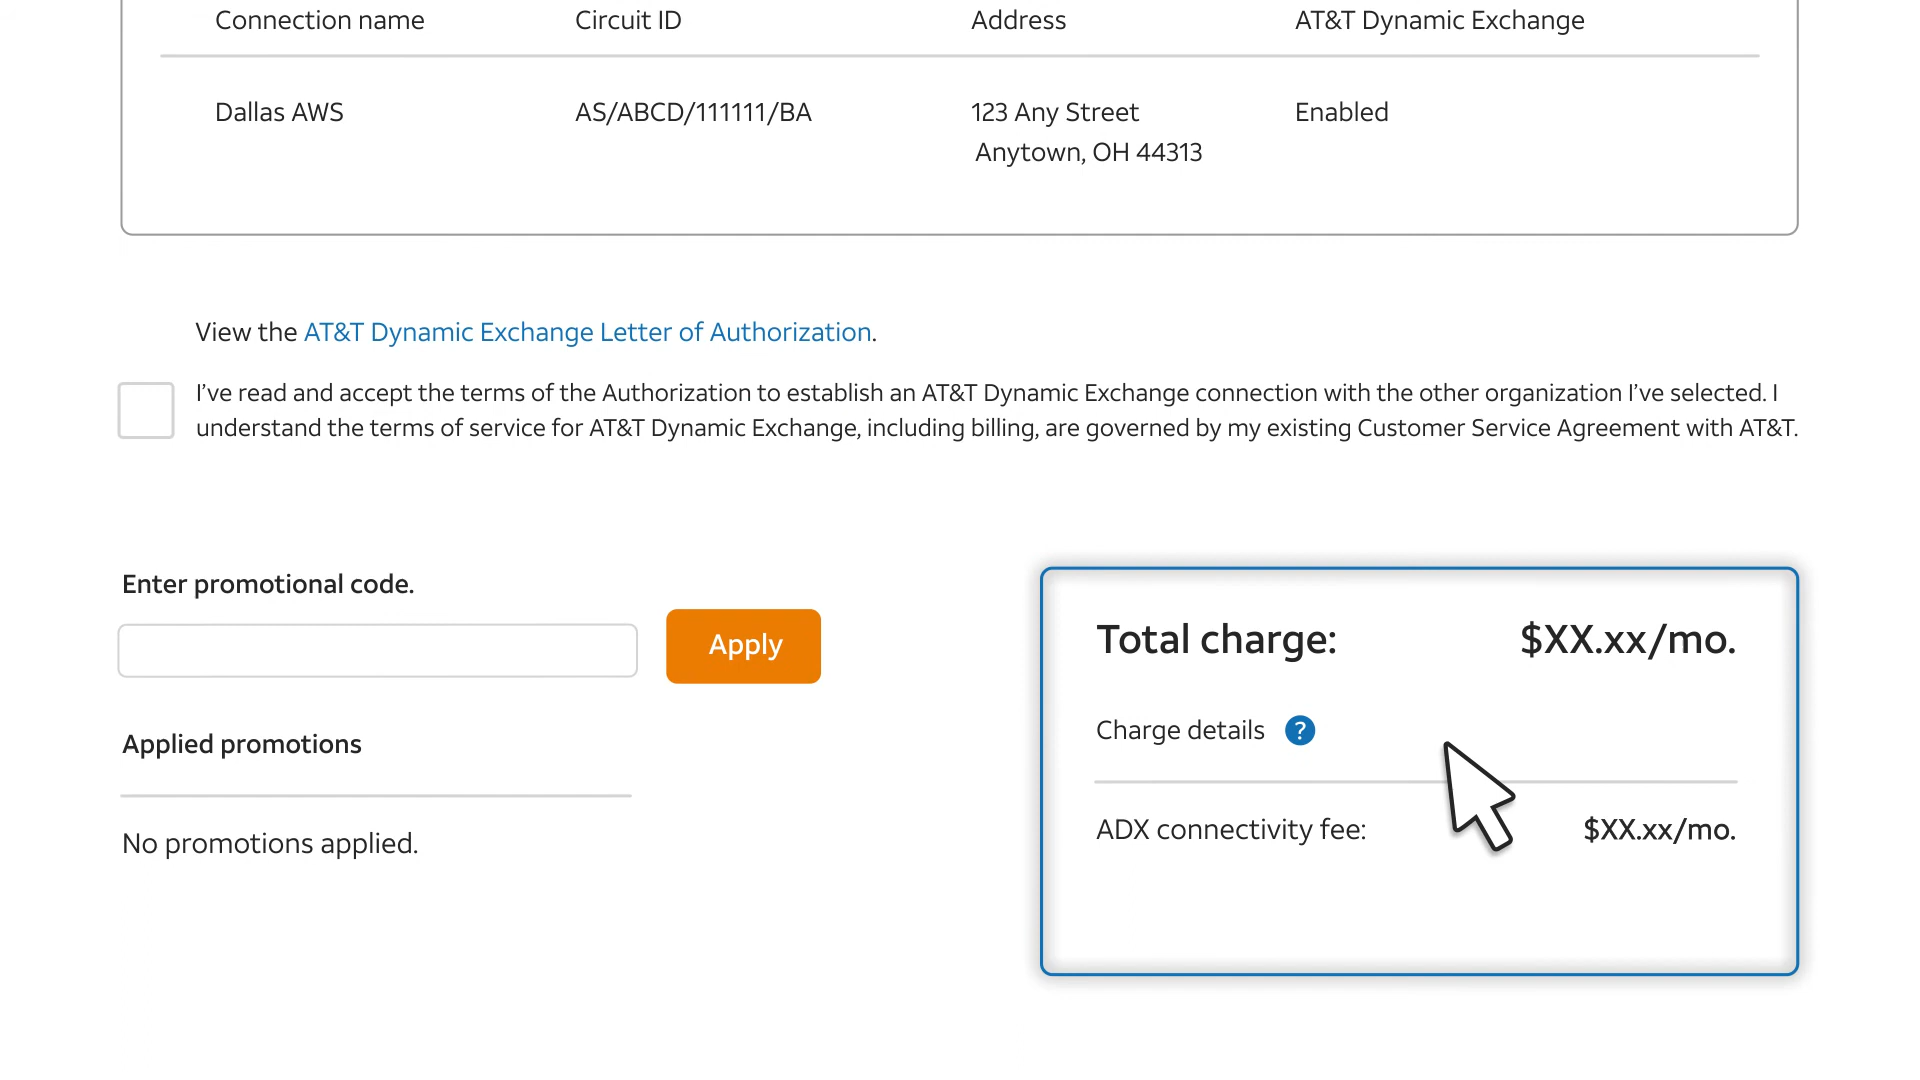 Connection name Circuit ID Address AT&T Dynamic Exchange
Dallas AWS AS/ABCD/111111/BA 123 Any Street Enabled
Anytown, OH 44313
View the AT&T Dynamic Exchange Letter of Authorization.
I’ve read and accept the terms of the Authorization to establish an AT&T Dynamic Exchange connection with the other organization I’ve selected. I
understand the terms of service for AT&T Dynamic Exchange, including billing, are governed by my existing Customer Service Agreement with AT&T.
Enter promotional code.
Apply
Applied promotions
No promotions applied.
Total charge: $XX.xx/mo.
Charge details ?
ADX connectivity fee: $XX.xx/mo.